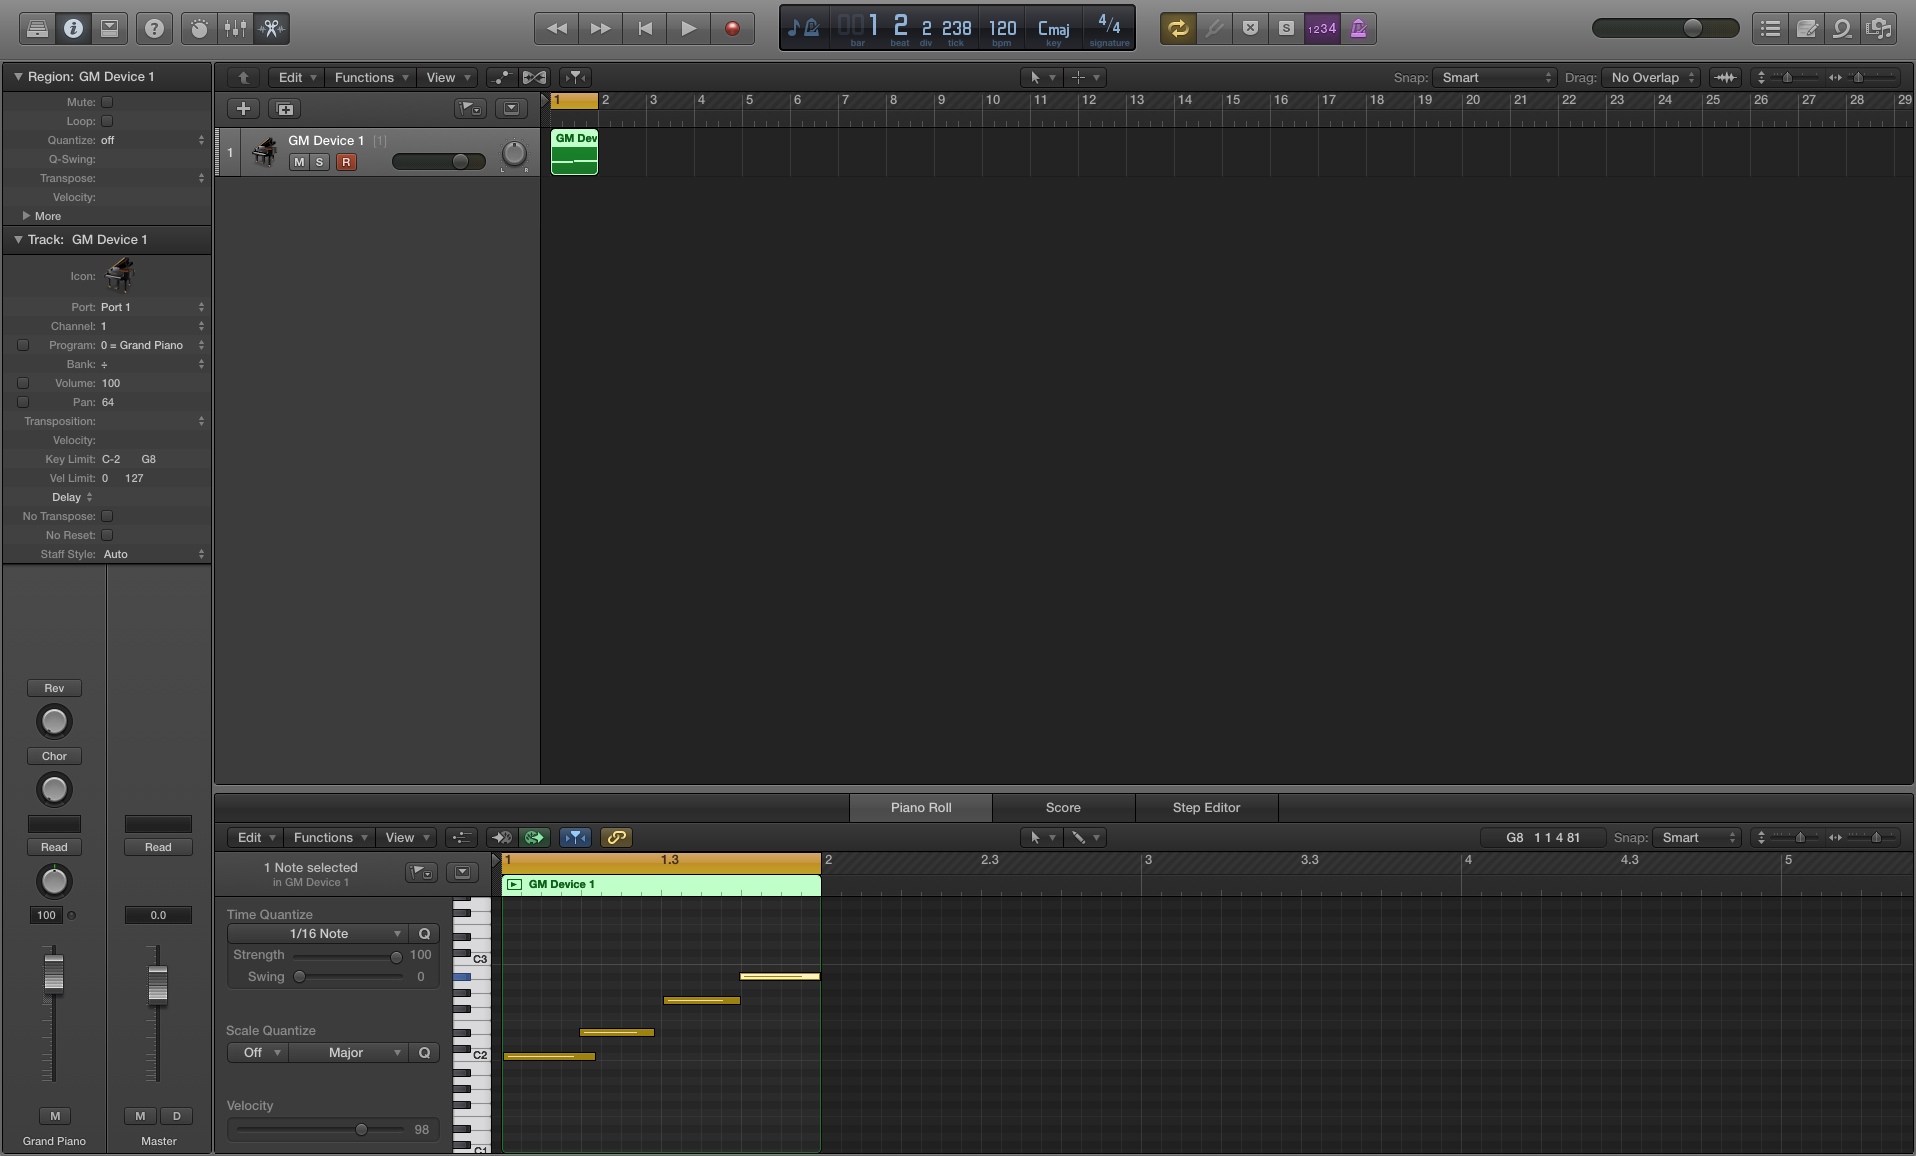 1 2 2 238 120 Cmaj 4/4
bar beat div tick bpm key signature
S 1234
Region: GM Device 1
Edit Functions View
Snap: Smart Drag: No Overlap
Mute:
Loop:
Quantize: off
Q-Swing:
Transpose:
Velocity:
More
1 2 3 4 5 6 7 8 9 10 11 12 13 14 15 16 17 18 19 20 21 22 23 24 25 26 27 28 29
1 GM Device 1 [1]
M S R
L R
GM Dev
Track: GM Device 1
Icon:
Port: Port 1
Channel: 1
Program: 0 = Grand Piano
Bank: ÷
Volume: 100
Pan: 64
Transposition:
Velocity:
Key Limit: C-2 G8
Vel Limit: 0 127
Delay
No Transpose:
No Reset:
Staff Style: Auto
Rev
Chor
Read Read
100 0.0
M M D
Grand Piano Master
Piano Roll Score Step Editor
Edit Functions View
G8 1 1 4 81 Snap: Smart
1 Note selected
in GM Device 1
1 1.3 2 2.3 3 3.3 4 4.3 5
GM Device 1
Time Quantize
1/16 Note Q
Strength 100
Swing 0
Scale Quantize
Off Major Q
Velocity
98
C3
C2
C1